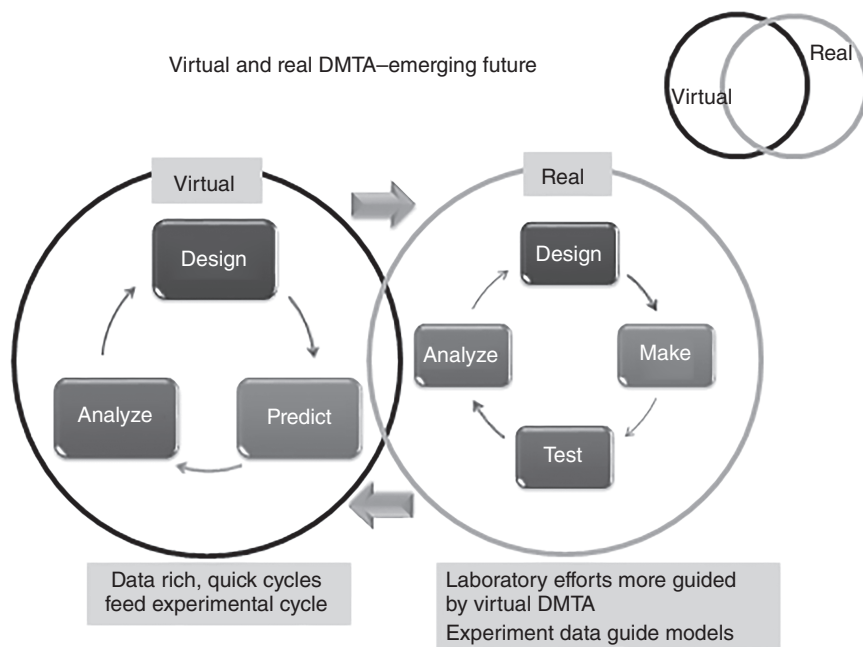 Virtual and real DMTA–emerging future
Virtual
Real
Virtual
Design
Analyze
Predict
Real
Design
Analyze
Make
Test
Data rich, quick cycles
feed experimental cycle
Laboratory efforts more guided
by virtual DMTA
Experiment data guide models